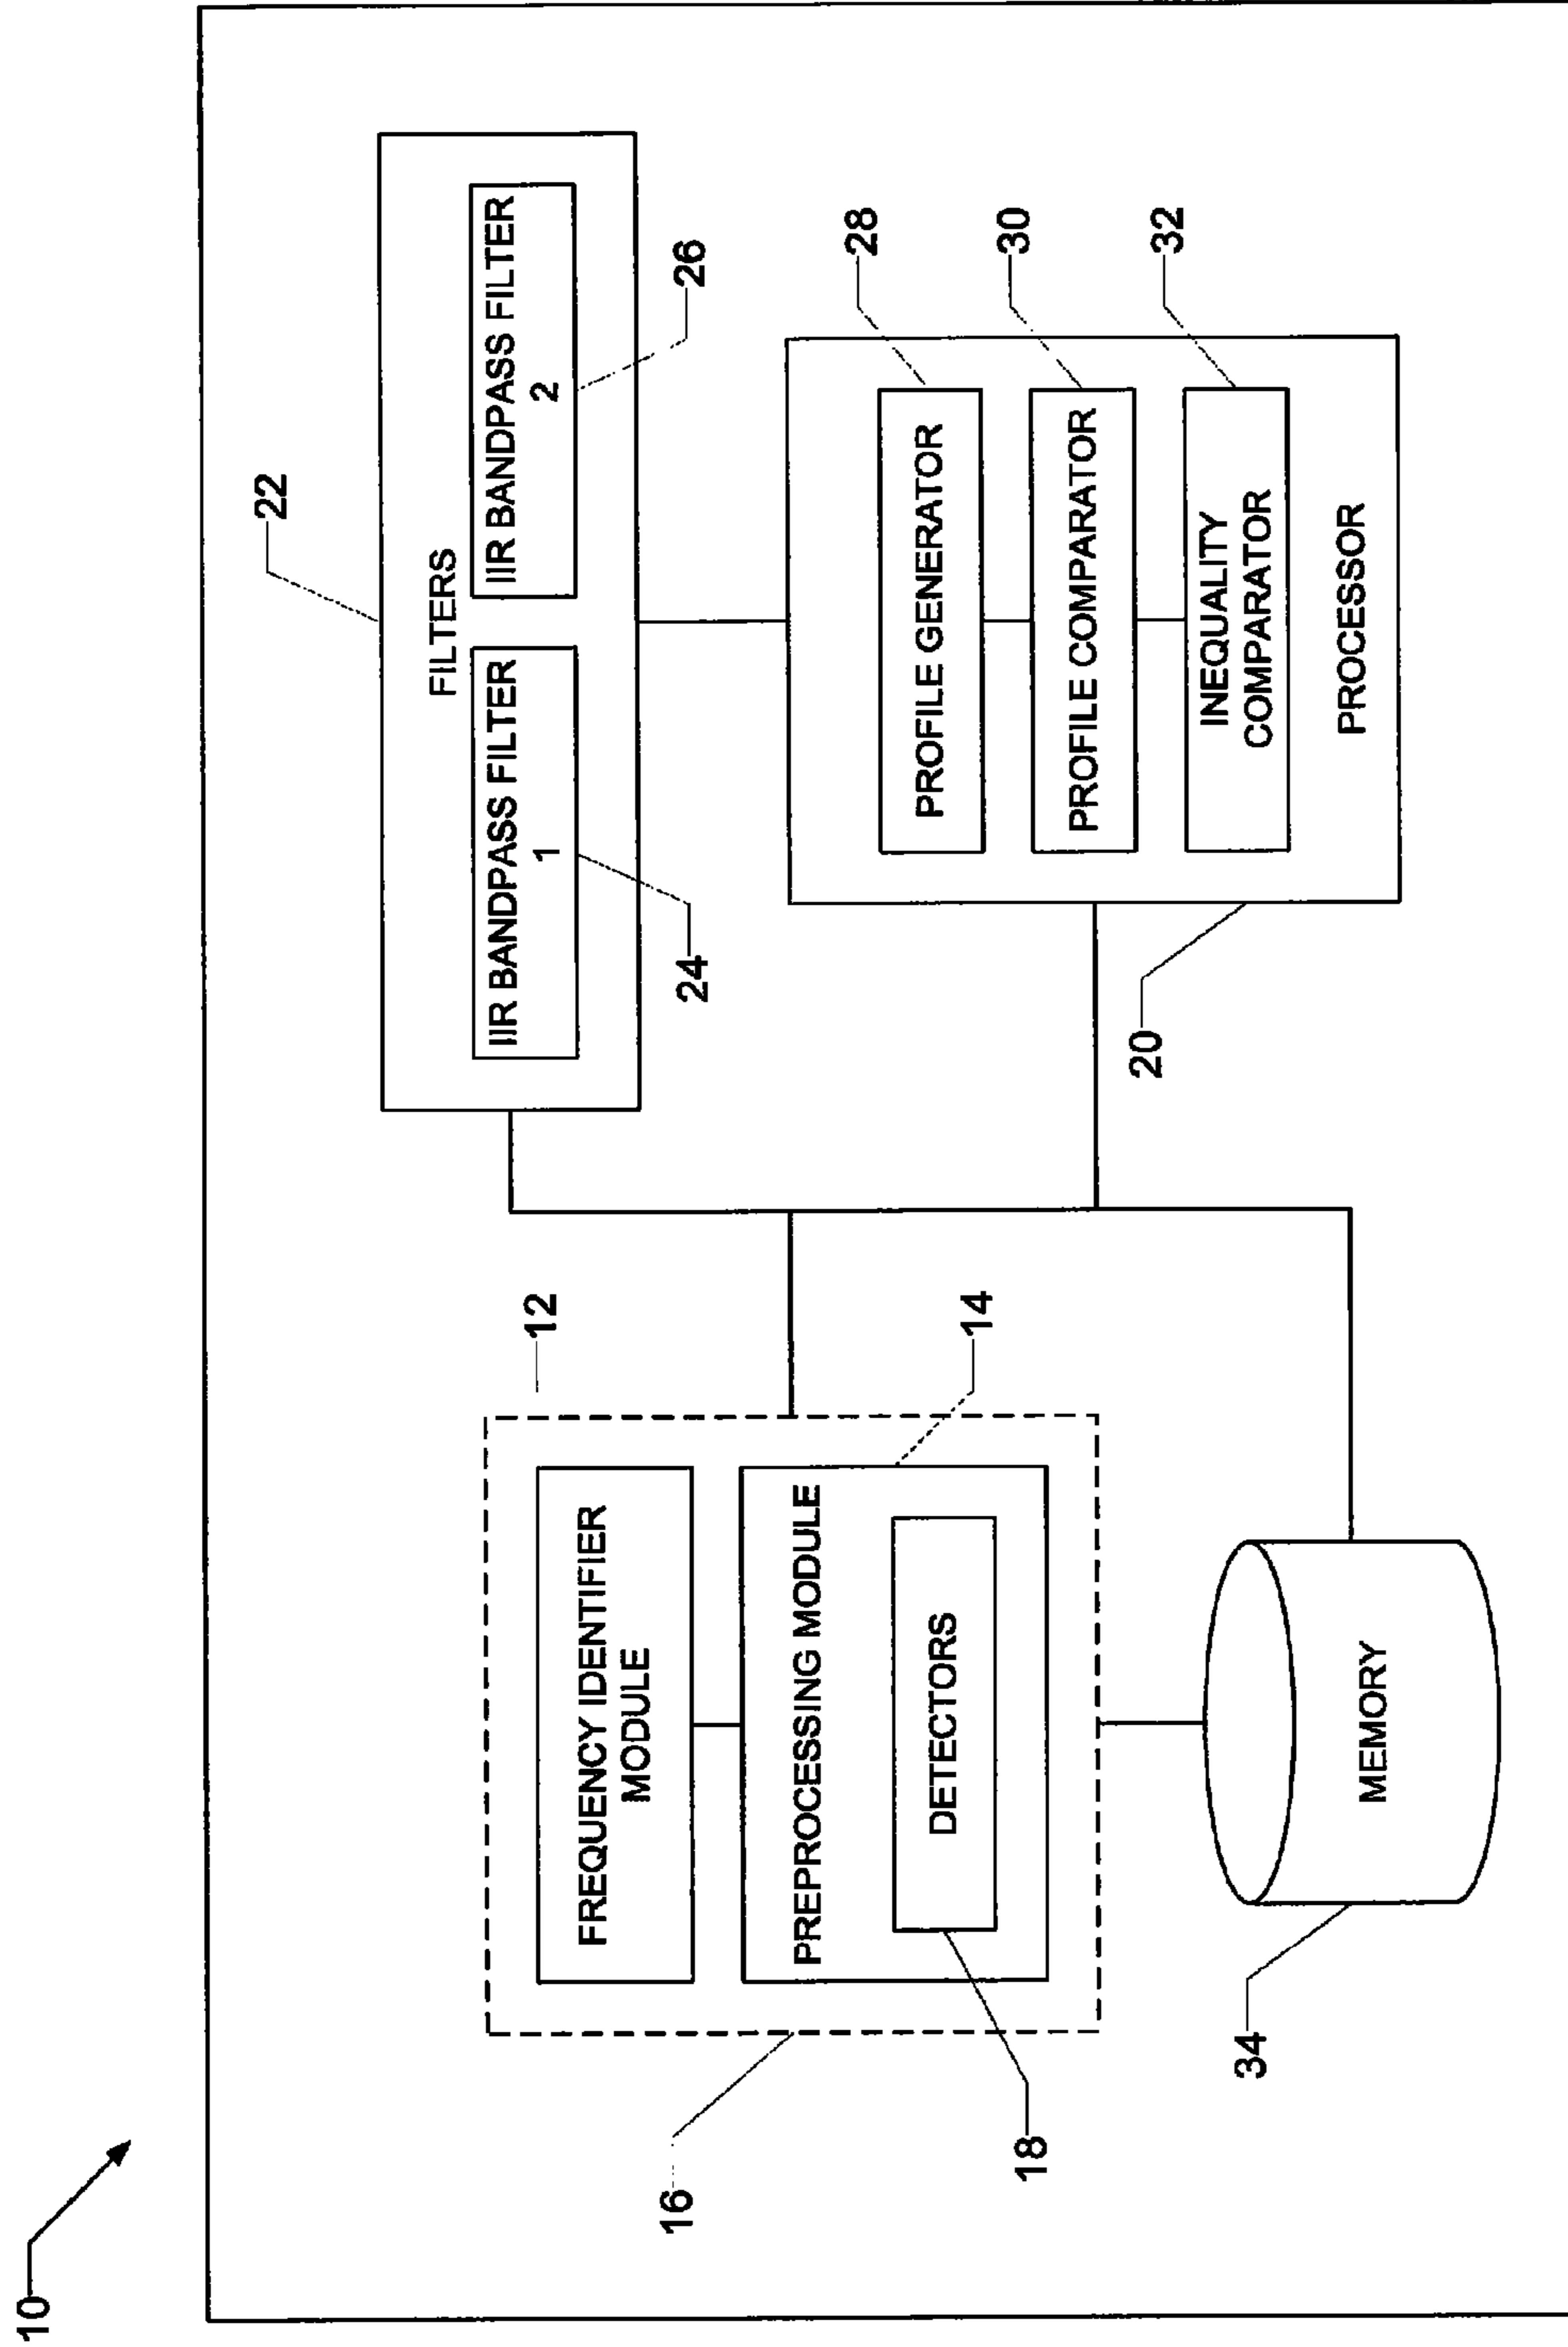 10
22
FILTERS
IIR BANDPASS FILTER
1
IIR BANDPASS FILTER
2
24
26
12
FREQUENCY IDENTIFIER
MODULE
PREPROCESSING MODULE
14
DETECTORS
16
18
28
PROFILE GENERATOR
30
PROFILE COMPARATOR
32
INEQUALITY
COMPARATOR
PROCESSOR
20
34
MEMORY